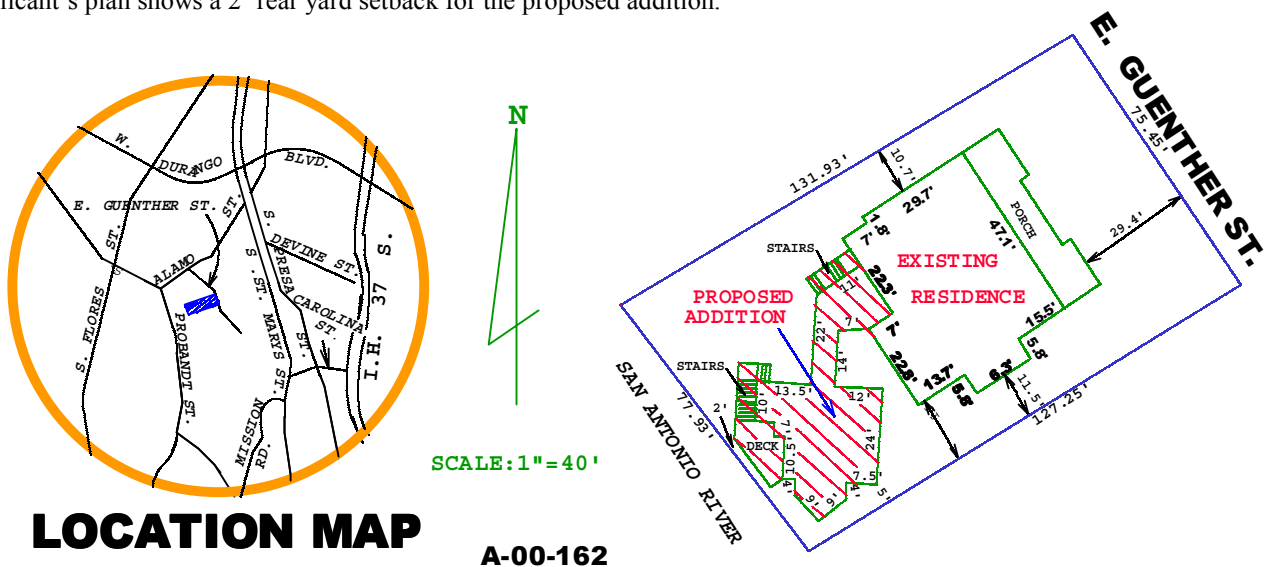 icant's plan shows a 2' rear yard setback for the proposed addition.
W.
DURANGO
BLVD.
E. GUENTHER ST.
ST.
S. FLORES
ST.
ALAMO
PROBANDT ST.
S. PRESA
ST.
S. ST.
MARYS ST.
DEVINE ST.
CAROLINA
ST.
MISSION
RD.
I.H. 37 S.
LOCATION MAP
N
SCALE:1"=40'
A-00-162
E. GUENTHER ST.
75.45'
131.93'
10.7'
29.7'
1.8'
7'
PORCH
47.1'
29.4'
STAIRS
11'
22.3'
EXISTING
RESIDENCE
PROPOSED
ADDITION
22'
7'
14'
7'
22.8'
13.7'
5.8'
6.3'
5.8'
15.5'
11.5'
127.25'
STAIRS
13.5'
12'
10'
7'
DECK
10.5'
24'
7.5'
4'
9'
9'
4'
5'
2'
77.93'
SAN ANTONIO RIVER